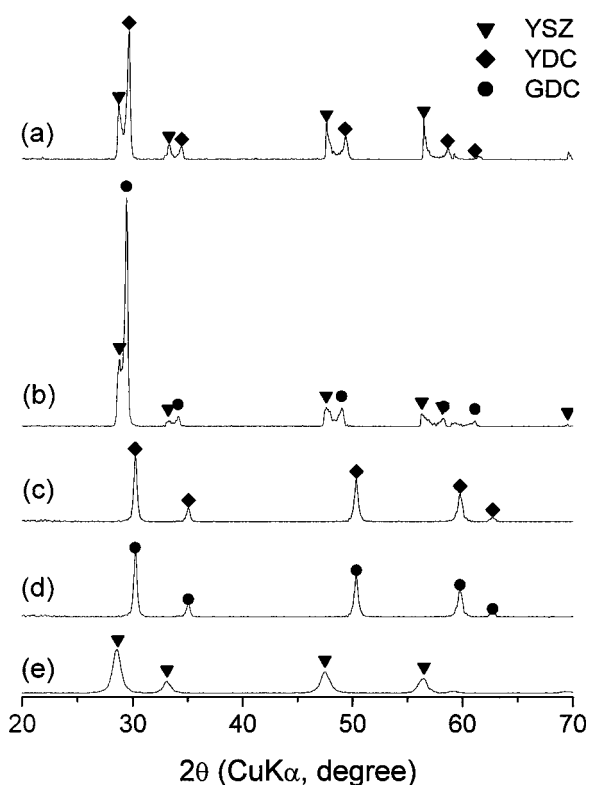 YSZ
YDC
GDC
(a)
(b)
(c)
(d)
(e)
20 30 40 50 60 70
2θ (CuKα, degree)